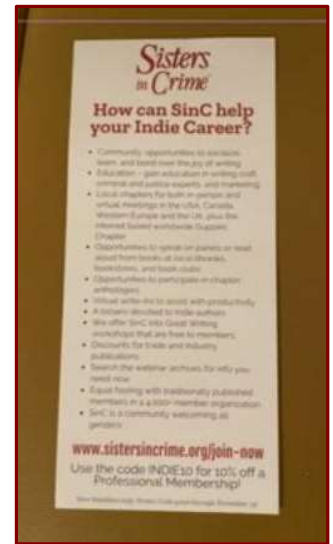 Sisters
in Crime
How can SinC help
your Indie Career?
• Community opportunities to socialize,
learn, and bond over the joy of writing
• Education - gain education in writing craft,
criminal and justice experts, and marketing
• Local chapters for both in-person and
virtual meetings in the USA, Canada,
Western Europe and the UK, plus the
internet based worldwide Guppies
Chapter
• Opportunities to speak on panels or read
aloud from books at local libraries,
bookstores, and book clubs
• Opportunities to participate in chapter
anthologies
• Virtual write-ins to assist with productivity
• A listserv devoted to Indie authors
• We offer SinC into Great Writing
workshops that are free to members
• Discounts for trade and industry
publications
• Search the webinar archives for info you
need now
• Equal footing with traditionally published
members in a 4,000+ member organization
• SinC is a community welcoming all
genders
www.sistersincrime.org/join-now
Use the code INDIE10 for 10% off a
Professional Membership!